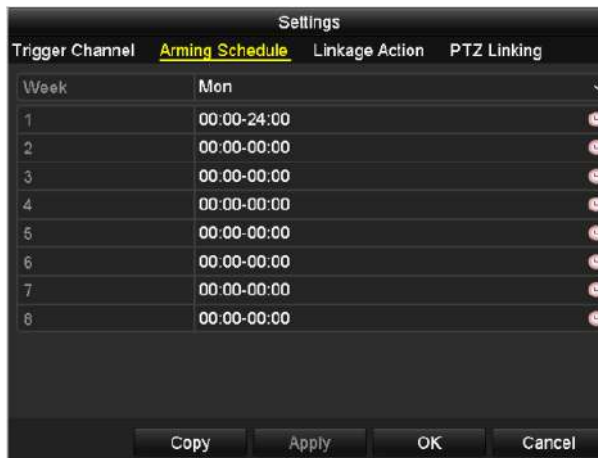 Settings
Trigger Channel Arming Schedule Linkage Action PTZ Linking
Week Mon
1 00:00-24:00
2 00:00-00:00
3 00:00-00:00
4 00:00-00:00
5 00:00-00:00
6 00:00-00:00
7 00:00-00:00
8 00:00-00:00
Copy Apply OK Cancel